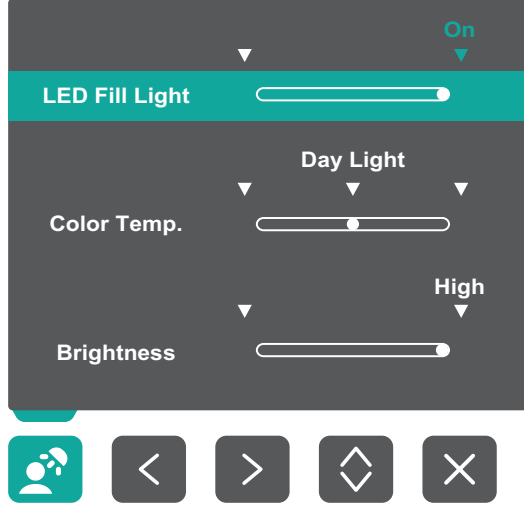 On
LED Fill Light
Day Light
Color Temp.
High
Brightness